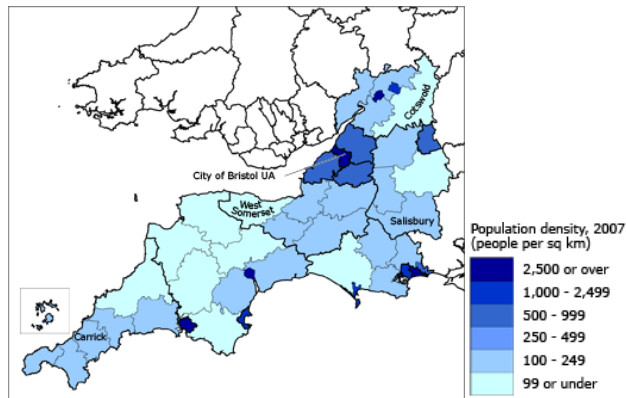 Cotswold
City of Bristol UA
West
Somerset
Salisbury
Carrick
Population density, 2007
(people per sq km)
2,500 or over
1,000 - 2,499
500 - 999
250 - 499
100 - 249
99 or under